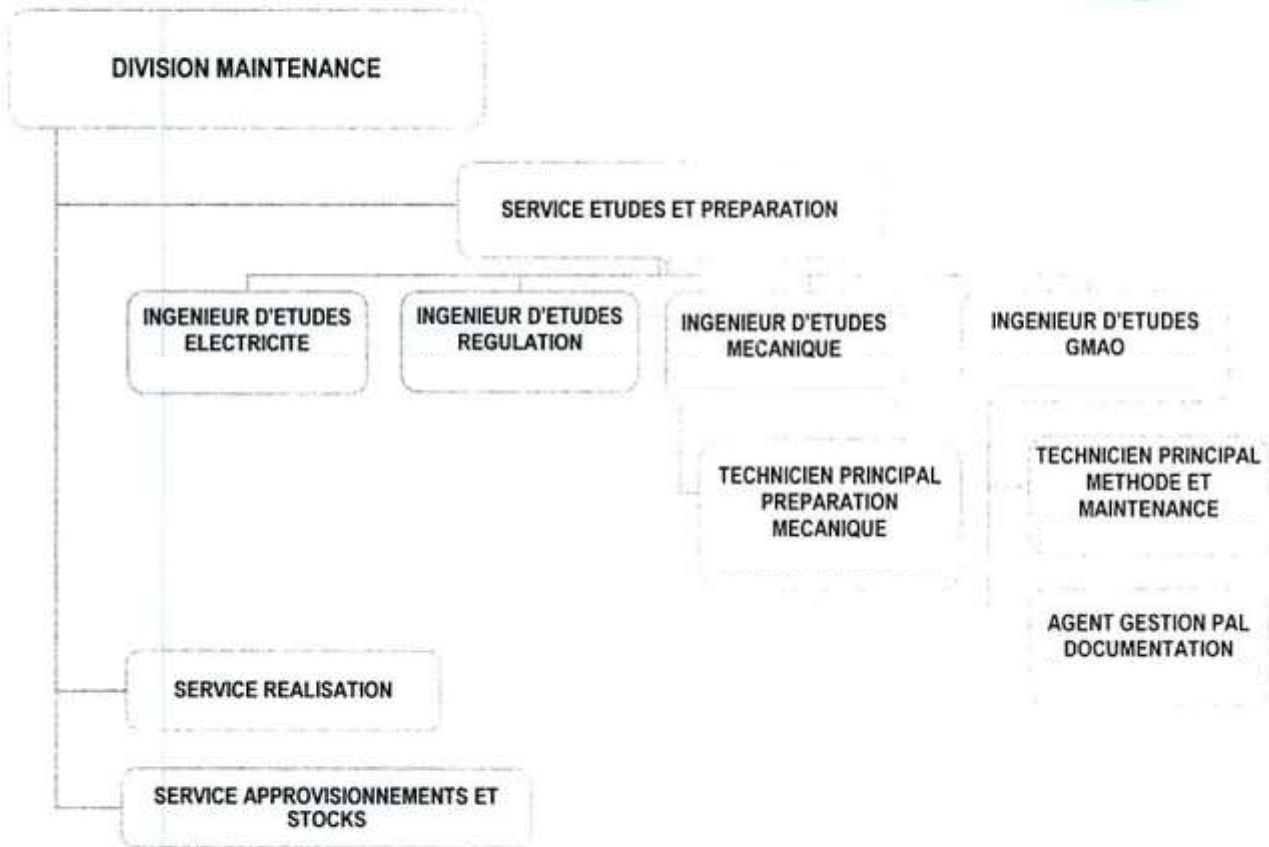 DIVISION MAINTENANCE
SERVICE ETUDES ET PREPARATION
INGENIEUR D'ETUDES
ELECTRICITE
INGENIEUR D'ETUDES
REGULATION
INGENIEUR D'ETUDES
MECANIQUE
INGENIEUR D'ETUDES
GMAO
TECHNICIEN PRINCIPAL
PREPARATION
MECANIQUE
TECHNICIEN PRINCIPAL
METHODE ET
MAINTENANCE
AGENT GESTION PAL
DOCUMENTATION
SERVICE REALISATION
SERVICE APPROVISIONNEMENTS ET
STOCKS